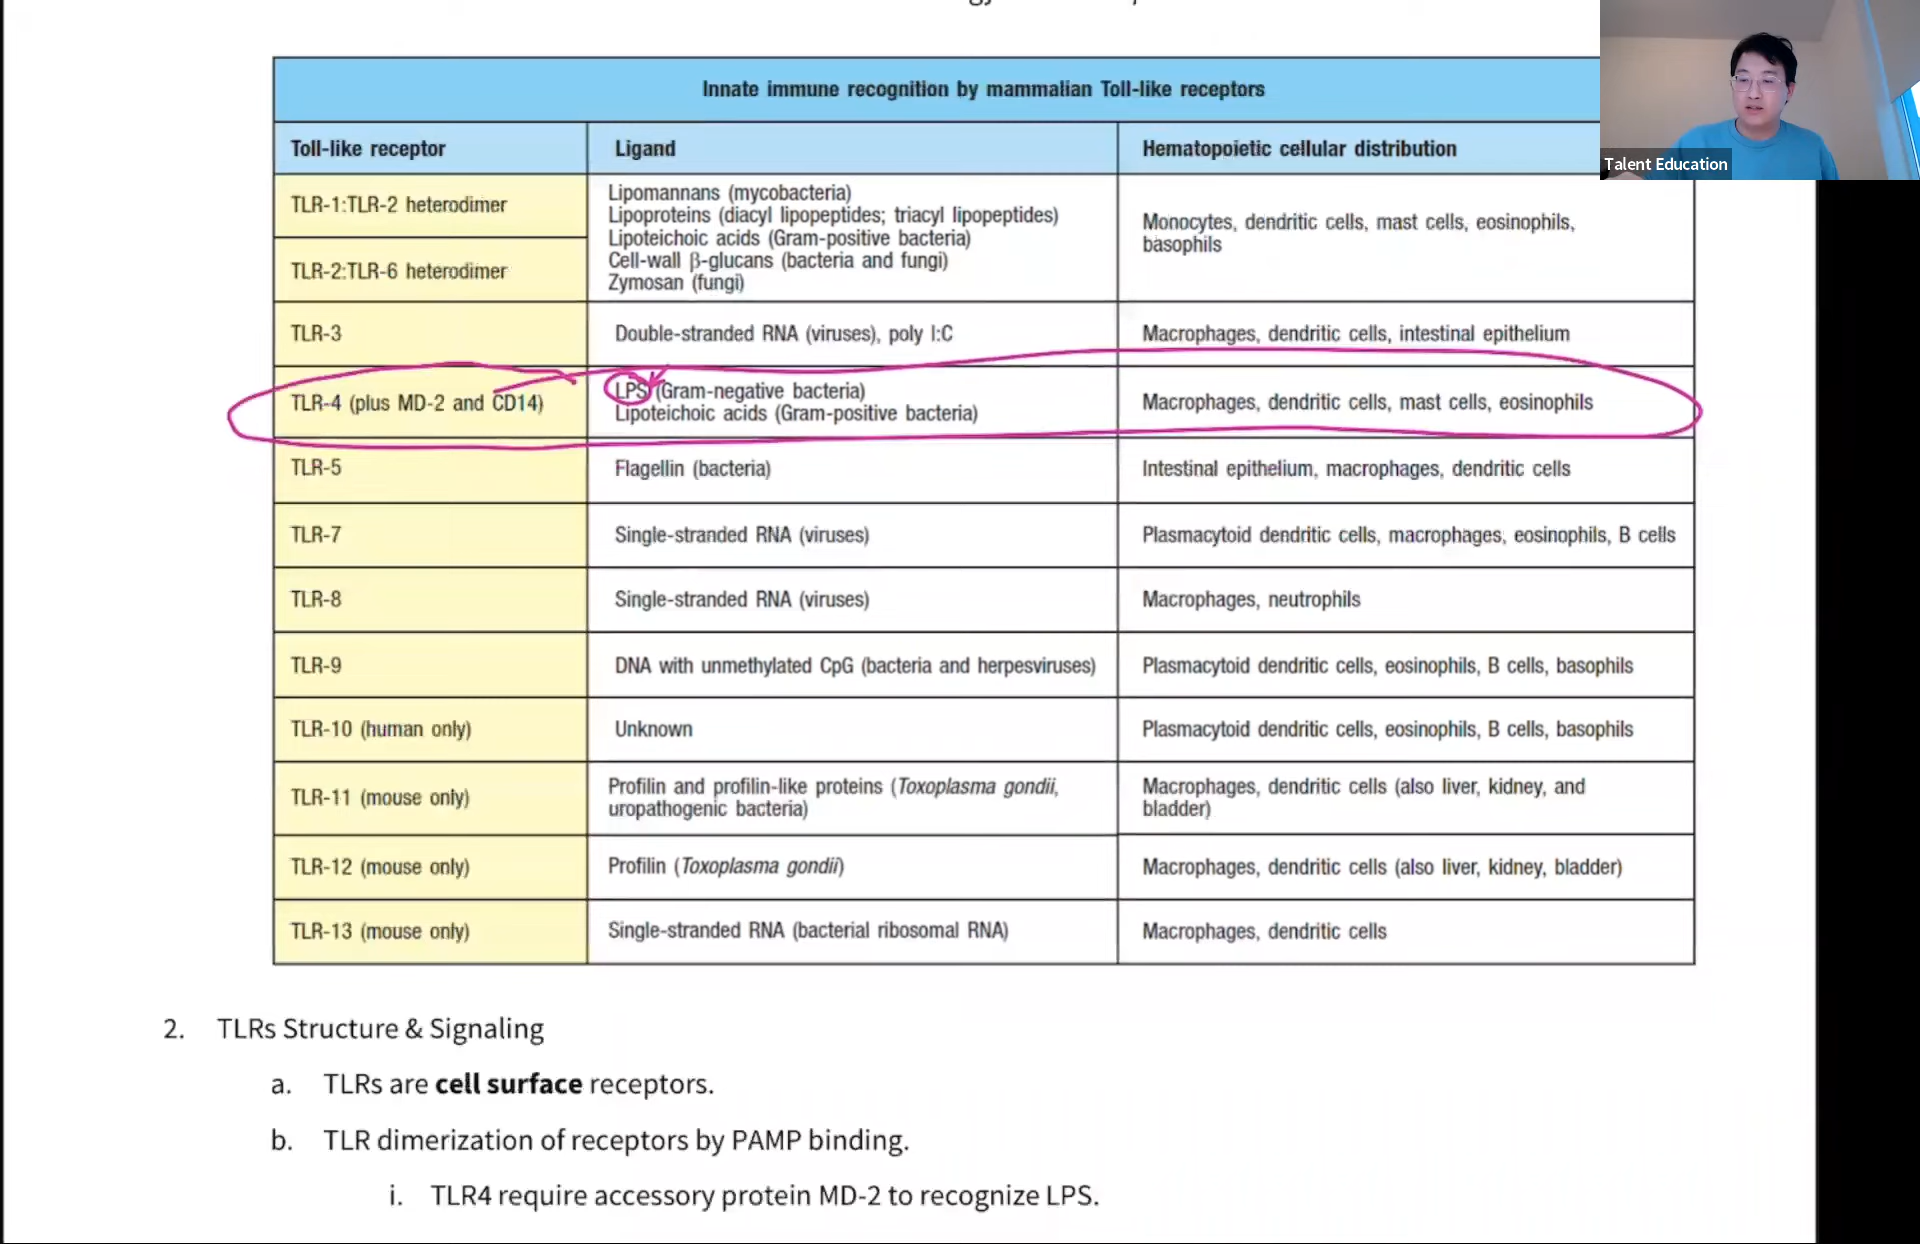 Innate immune recognition by mammalian Toll-like receptors
Talent Education
Toll-like receptor
Ligand
Hematopoietic cellular distribution
TLR-1:TLR-2 heterodimer
TLR-2:TLR-6 heterodimer
Lipomannans (mycobacteria)
Lipoproteins (diacyl lipopeptides; triacyl lipopeptides)
Lipoteichoic acids (Gram-positive bacteria)
Cell-wall β-glucans (bacteria and fungi)
Zymosan (fungi)
Monocytes, dendritic cells, mast cells, eosinophils,
basophils
TLR-3
Double-stranded RNA (viruses), poly I:C
Macrophages, dendritic cells, intestinal epithelium
TLR-4 (plus MD-2 and CD14)
LPS (Gram-negative bacteria)
Lipoteichoic acids (Gram-positive bacteria)
Macrophages, dendritic cells, mast cells, eosinophils
TLR-5
Flagellin (bacteria)
Intestinal epithelium, macrophages, dendritic cells
TLR-7
Single-stranded RNA (viruses)
Plasmacytoid dendritic cells, macrophages, eosinophils, B cells
TLR-8
Single-stranded RNA (viruses)
Macrophages, neutrophils
TLR-9
DNA with unmethylated CpG (bacteria and herpesviruses)
Plasmacytoid dendritic cells, eosinophils, B cells, basophils
TLR-10 (human only)
Unknown
Plasmacytoid dendritic cells, eosinophils, B cells, basophils
TLR-11 (mouse only)
Profilin and profilin-like proteins (Toxoplasma gondii,
uropathogenic bacteria)
Macrophages, dendritic cells (also liver, kidney, and
bladder)
TLR-12 (mouse only)
Profilin (Toxoplasma gondii)
Macrophages, dendritic cells (also liver, kidney, bladder)
TLR-13 (mouse only)
Single-stranded RNA (bacterial ribosomal RNA)
Macrophages, dendritic cells
2. TLRs Structure & Signaling
a. TLRs are cell surface receptors.
b. TLR dimerization of receptors by PAMP binding.
i. TLR4 require accessory protein MD-2 to recognize LPS.